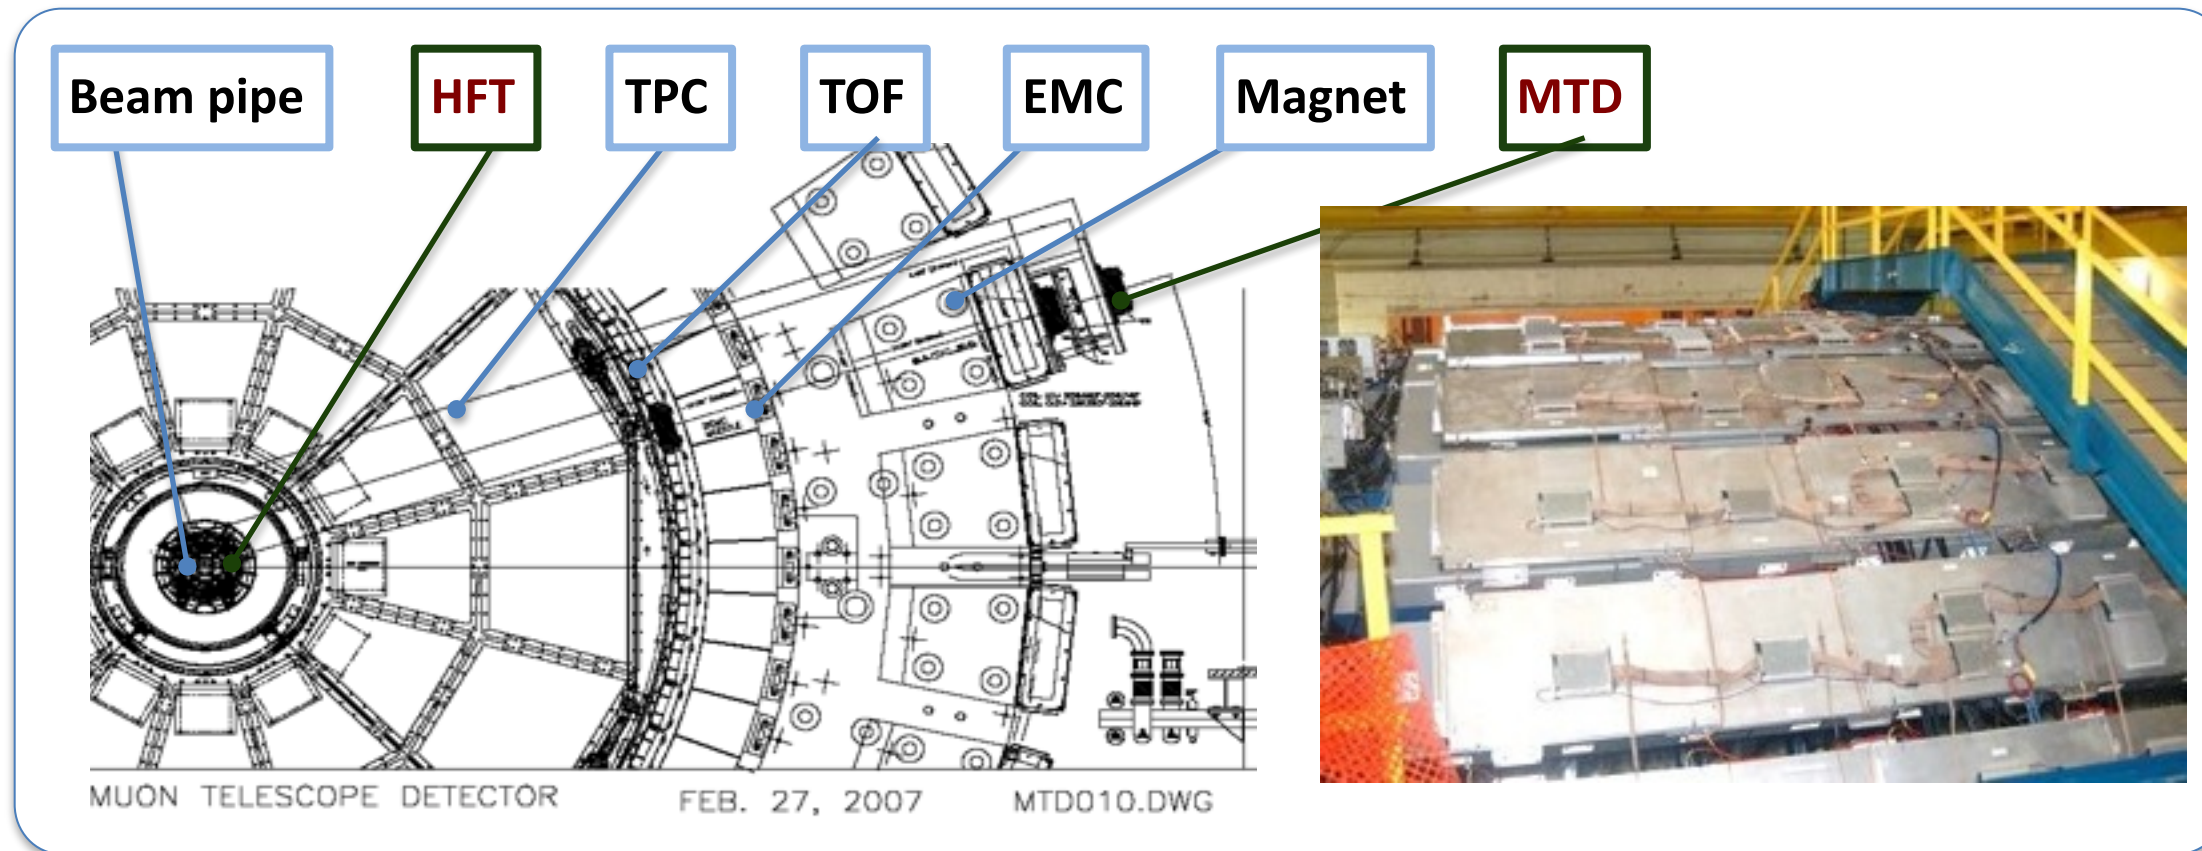 Beam pipe
HFT
TPC
TOF
EMC
Magnet
MTD
MUON TELESCOPE DETECTOR
FEB. 27, 2007
MTD010.DWG